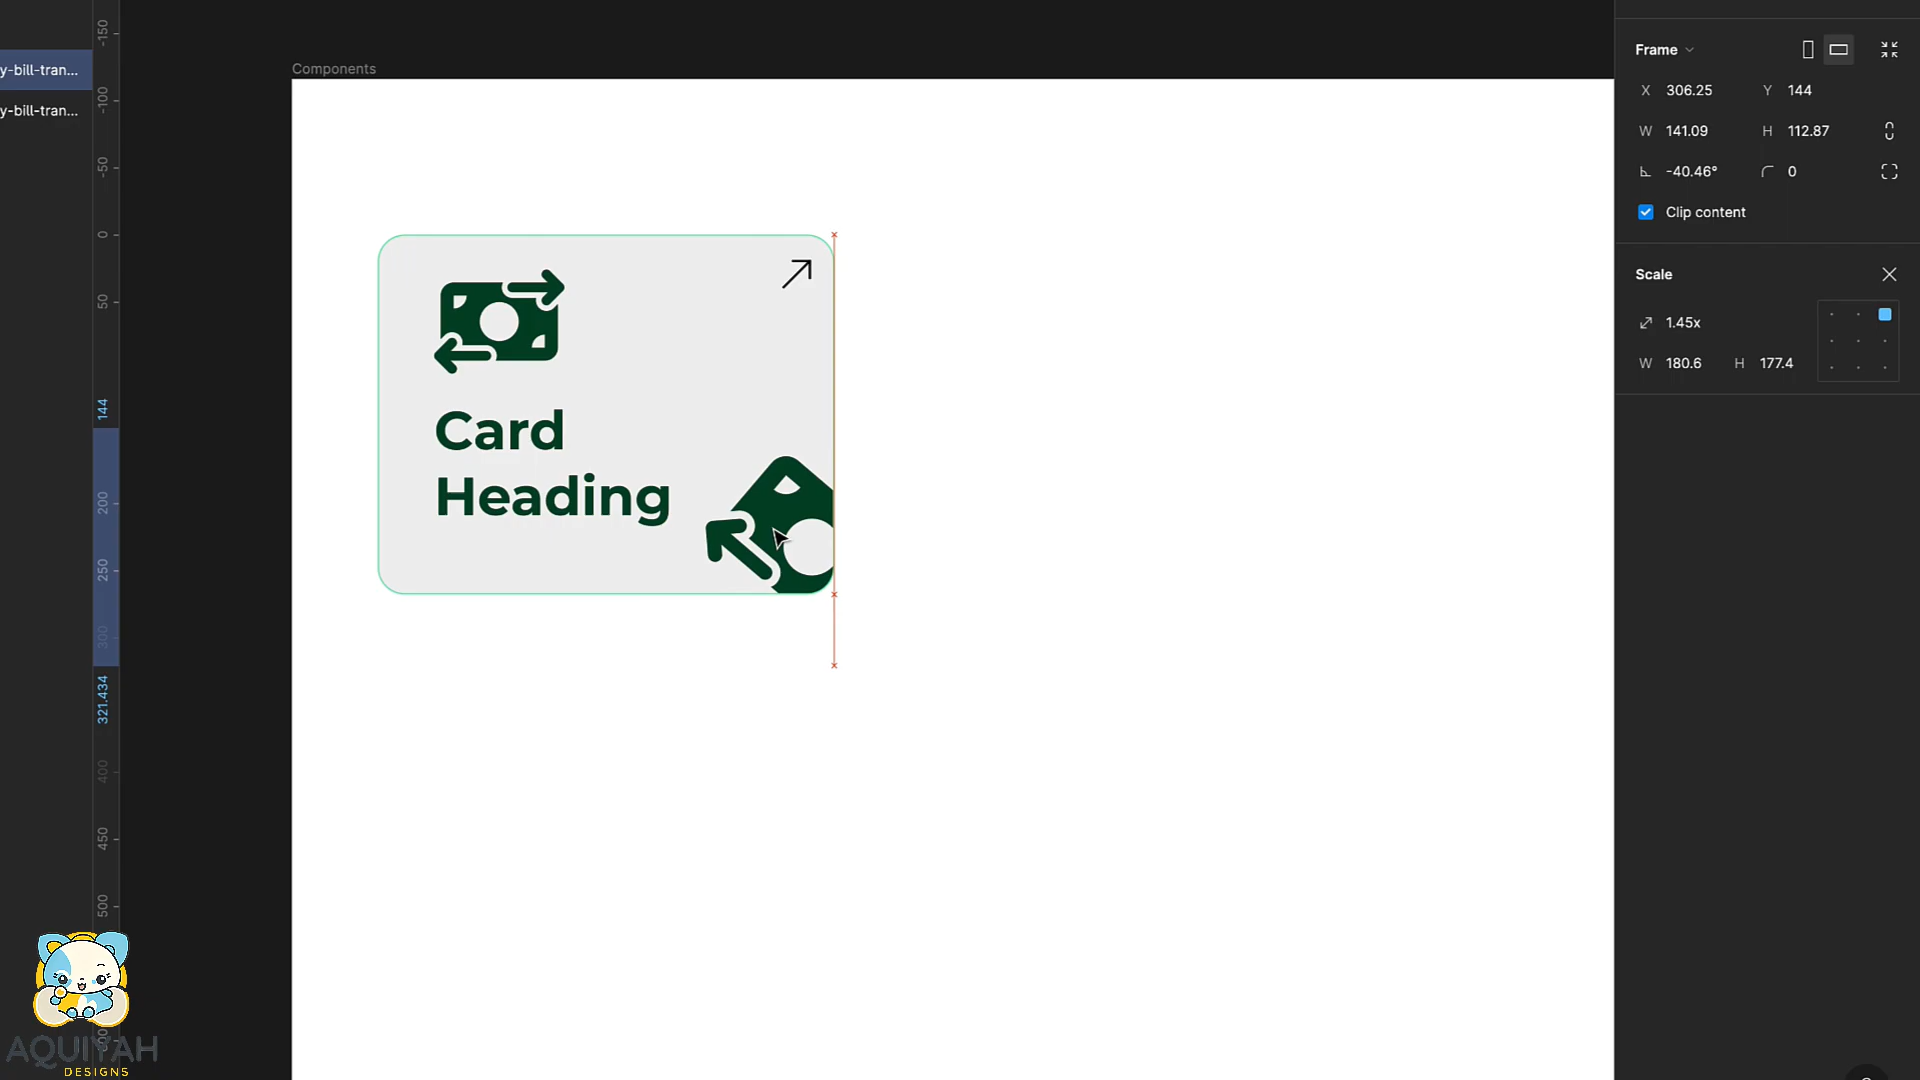 y-bill-tran...
y-bill-tran...
-150
-100
-50
0
50
144
200
250
300
321.434
400
450
500
Components
Card
Heading
Frame
X 306.25 Y 144
W 141.09 H 112.87
-40.46° 0
Clip content
Scale
1.45x
W 180.6 H 177.4
AQUIYAH
DESIGNS